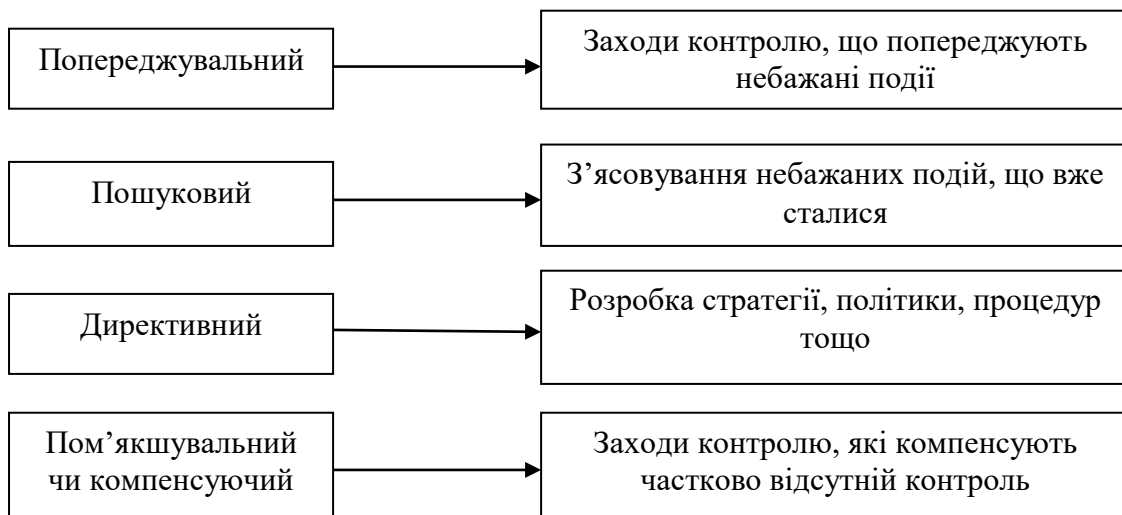 Попереджувальний
Заходи контролю, що попереджують
небажані події
Пошуковий
З’ясовування небажаних подій, що вже
сталися
Директивний
Розробка стратегії, політики, процедур
тощо
Пом’якшувальний
чи компенсуючий
Заходи контролю, які компенсують
частково відсутній контроль